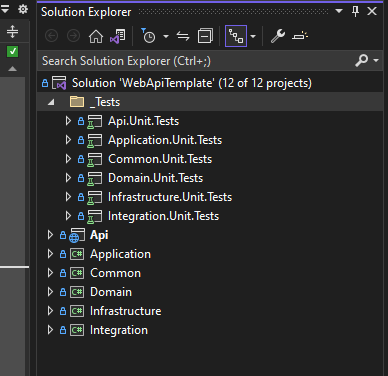 Solution Explorer
Search Solution Explorer (Ctrl+;)
Solution 'WebApiTemplate' (12 of 12 projects)
_Tests
Api.Unit.Tests
Application.Unit.Tests
Common.Unit.Tests
Domain.Unit.Tests
Infrastructure.Unit.Tests
Integration.Unit.Tests
Api
C# Application
C# Common
C# Domain
C# Infrastructure
C# Integration